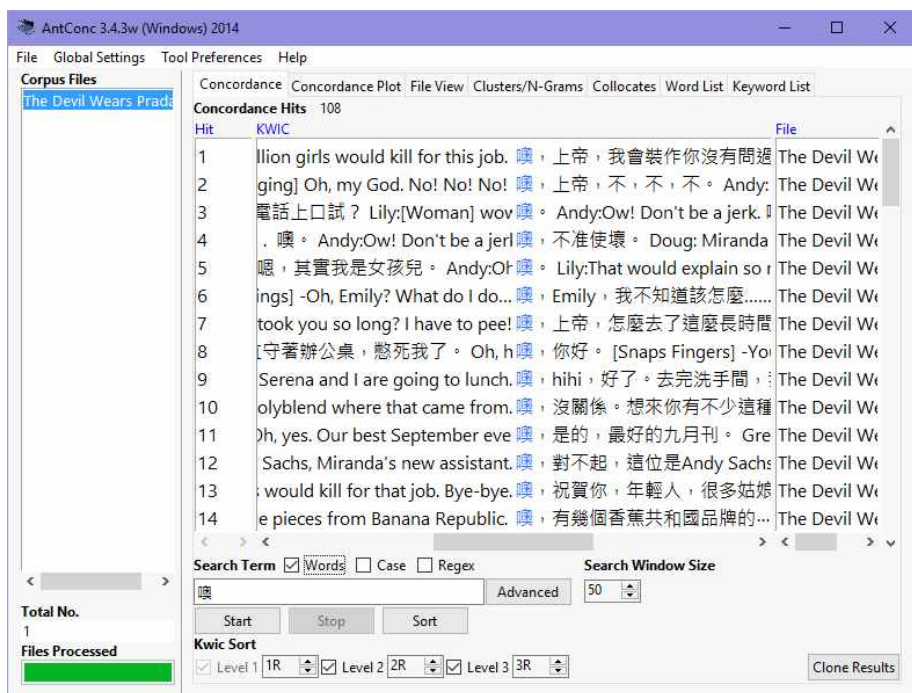 AntConc 3.4.3w (Windows) 2014
File Global Settings Tool Preferences Help
Corpus Files
The Devil Wears Prada
Concordance Concordance Plot File View Clusters/N-Grams Collocates Word List Keyword List
Concordance Hits 108
Hit KWIC File
1 llion girls would kill for this job. 噢，上帝，我會裝作你沒有問過 The Devil We
2 ging] Oh, my God. No! No! No! 噢，上帝，不，不，不。 Andy: The Devil We
3 電話上口試？ Lily:[Woman] wov 噢。 Andy:Ow! Don't be a jerk. The Devil We
4 . 噢。 Andy:Ow! Don't be a jerl 噢，不准使壞。 Doug: Miranda The Devil We
5 嗯，其實我是女孩兒。 Andy:Oh 噢。 Lily:That would explain so The Devil We
6 ings] -Oh, Emily? What do I do... 噢，Emily，我不知道該怎麼...... The Devil We
7 took you so long? I have to pee! 噢，上帝，怎麼去了這麼長時間 The Devil We
8 守著辦公桌，憋死我了。 Oh, h 噢，你好。 [Snaps Fingers] -You The Devil We
9 Serena and I are going to lunch. 噢，hihi，好了。去完洗手間， The Devil We
10 olyblend where that came from. 噢，沒關係。想來你有不少這種 The Devil We
11 Oh, yes. Our best September eve 噢，是的，最好的九月刊。 Gre The Devil We
12 Sachs, Miranda's new assistant. 噢，對不起，這位是Andy Sachs The Devil We
13 would kill for that job. Bye-bye. 噢，祝賀你，年輕人，很多姑娘 The Devil We
14 e pieces from Banana Republic. 噢，有幾個香蕉共和國品牌的… The Devil We
Search Term Words Case Regex Search Window Size
噢 Advanced 50
Total No.
1
Start Stop Sort
Files Processed
Kwic Sort
Level 1 1R Level 2 2R Level 3 3R Clone Results